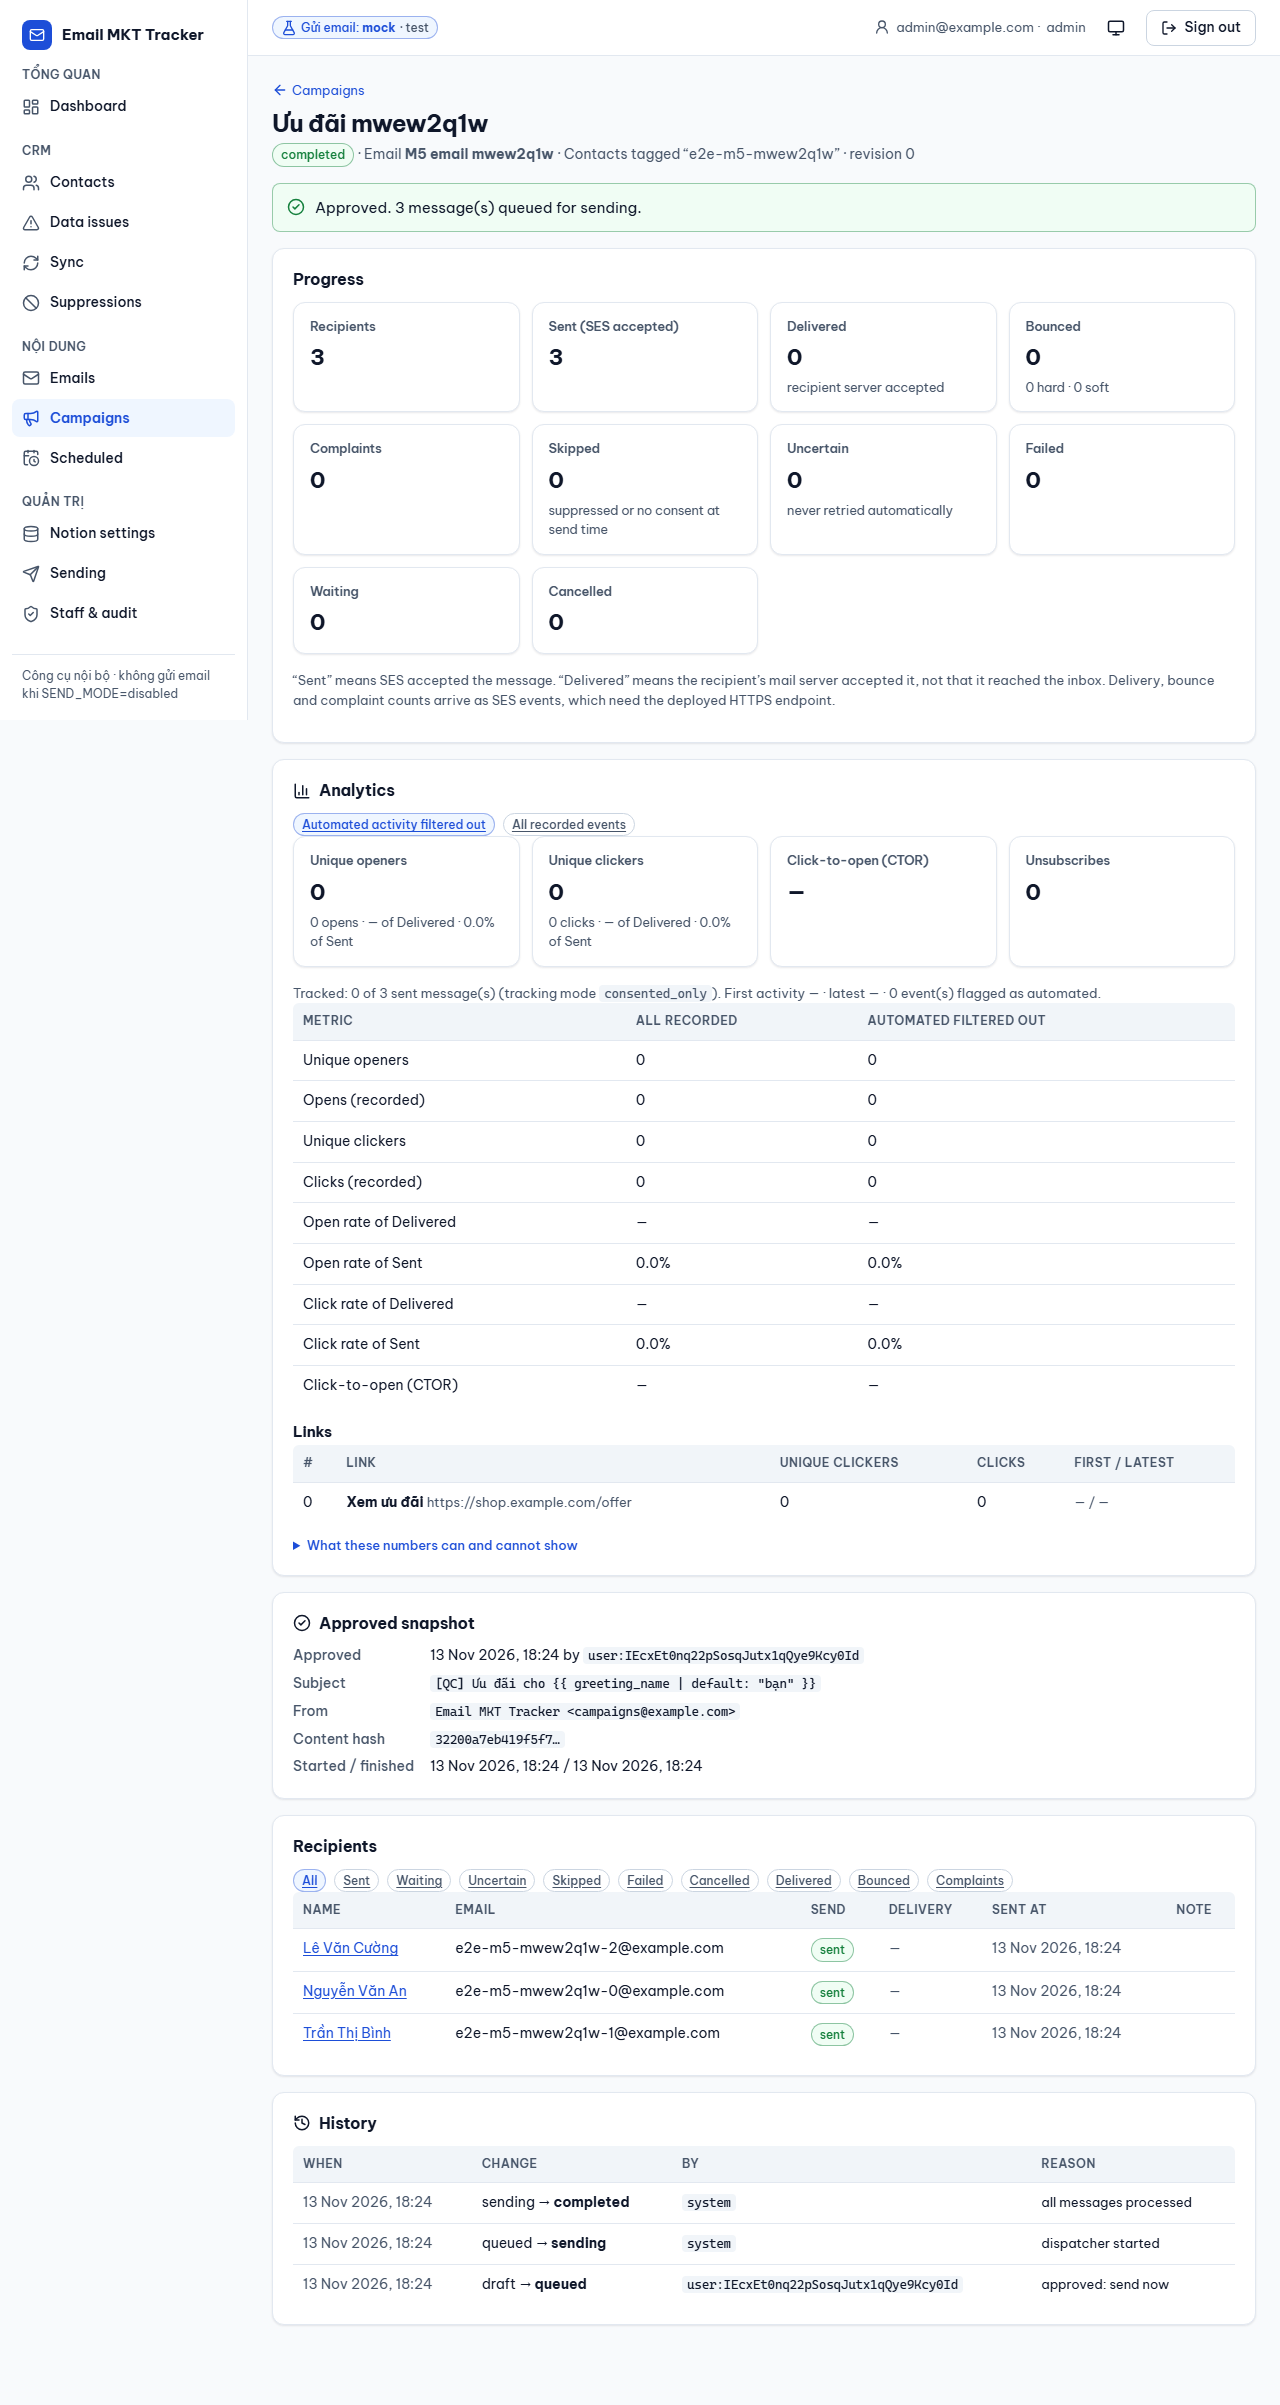 Email MKT Tracker
TỔNG QUAN
Dashboard
CRM
Contacts
Data issues
Sync
Suppressions
NỘI DUNG
Emails
Campaigns
Scheduled
QUẢN TRỊ
Notion settings
Sending
Staff & audit
Công cụ nội bộ · không gửi email
khi SEND_MODE=disabled
Gửi email: mock · test
admin@example.com · admin
Sign out
← Campaigns
Ưu đãi mwew2q1w
completed · Email M5 email mwew2q1w · Contacts tagged “e2e-m5-mwew2q1w” · revision 0
Approved. 3 message(s) queued for sending.
Progress
Recipients
3
Sent (SES accepted)
3
Delivered
0
recipient server accepted
Bounced
0
0 hard · 0 soft
Complaints
0
Skipped
0
suppressed or no consent at
send time
Uncertain
0
never retried automatically
Failed
0
Waiting
0
Cancelled
0
“Sent” means SES accepted the message. “Delivered” means the recipient’s mail server accepted it, not that it reached the inbox. Delivery, bounce
and complaint counts arrive as SES events, which need the deployed HTTPS endpoint.
Analytics
Automated activity filtered out
All recorded events
Unique openers
0
0 opens · — of Delivered · 0.0%
of Sent
Unique clickers
0
0 clicks · — of Delivered · 0.0%
of Sent
Click-to-open (CTOR)
—
Unsubscribes
0
Tracked: 0 of 3 sent message(s) (tracking mode consented_only ). First activity — · latest — · 0 event(s) flagged as automated.
METRIC ALL RECORDED AUTOMATED FILTERED OUT
Unique openers 0 0
Opens (recorded) 0 0
Unique clickers 0 0
Clicks (recorded) 0 0
Open rate of Delivered — —
Open rate of Sent 0.0% 0.0%
Click rate of Delivered — —
Click rate of Sent 0.0% 0.0%
Click-to-open (CTOR) — —
Links
# LINK UNIQUE CLICKERS CLICKS FIRST / LATEST
0 Xem ưu đãi https://shop.example.com/offer 0 0 — / —
What these numbers can and cannot show
Approved snapshot
Approved 13 Nov 2026, 18:24 by user:IEcxEt0nq22pSosqJutx1qQye9Kcy0Id
Subject [QC] Ưu đãi cho {{ greeting_name | default: "bạn" }}
From Email MKT Tracker <campaigns@example.com>
Content hash 32200a7eb419f5f7…
Started / finished 13 Nov 2026, 18:24 / 13 Nov 2026, 18:24
Recipients
All Sent Waiting Uncertain Skipped Failed Cancelled Delivered Bounced Complaints
NAME EMAIL SEND DELIVERY SENT AT NOTE
Lê Văn Cường e2e-m5-mwew2q1w-2@example.com sent — 13 Nov 2026, 18:24
Nguyễn Văn An e2e-m5-mwew2q1w-0@example.com sent — 13 Nov 2026, 18:24
Trần Thị Bình e2e-m5-mwew2q1w-1@example.com sent — 13 Nov 2026, 18:24
History
WHEN CHANGE BY REASON
13 Nov 2026, 18:24 sending → completed system all messages processed
13 Nov 2026, 18:24 queued → sending system dispatcher started
13 Nov 2026, 18:24 draft → queued user:IEcxEt0nq22pSosqJutx1qQye9Kcy0Id approved: send now